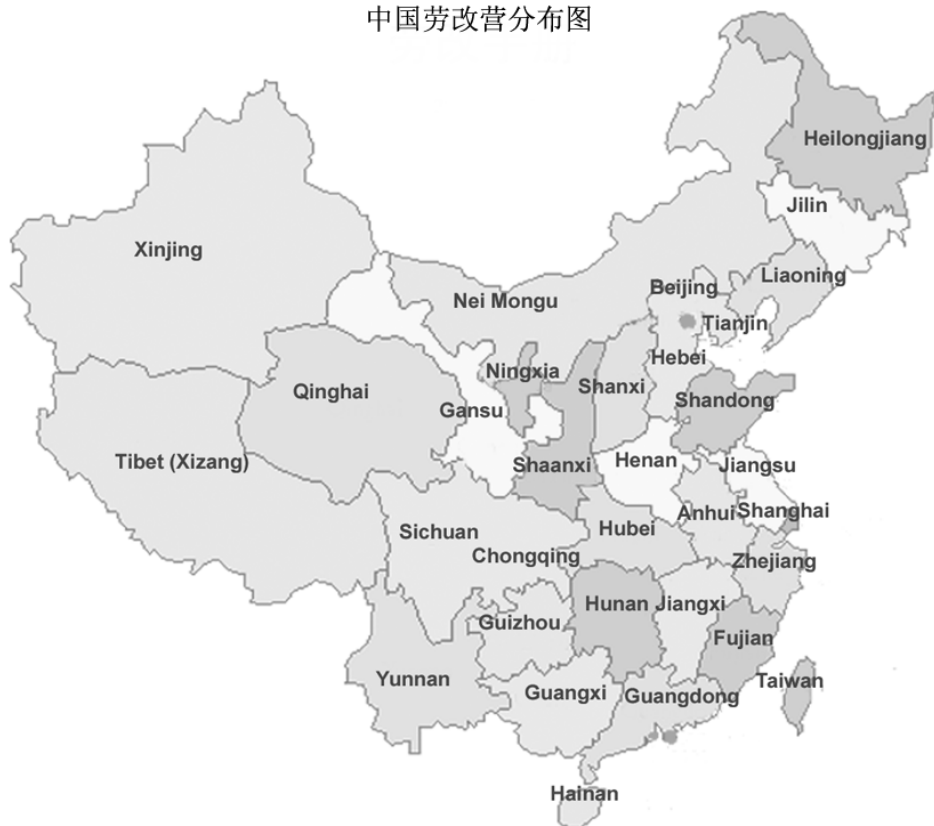 中国劳改营分布图
Heilongjiang
Jilin
Xinjing
Liaoning
Beijing
Nei Mongu
Tianjin
Hebei
Ningxia
Shanxi
Qinghai
Shandong
Gansu
Henan
Tibet (Xizang)
Shaanxi
Jiangsu
Anhui
Shanghai
Sichuan
Hubei
Chongqing
Zhejiang
Hunan
Jiangxi
Guizhou
Fujian
Yunnan
Taiwan
Guangxi
Guangdong
Hainan